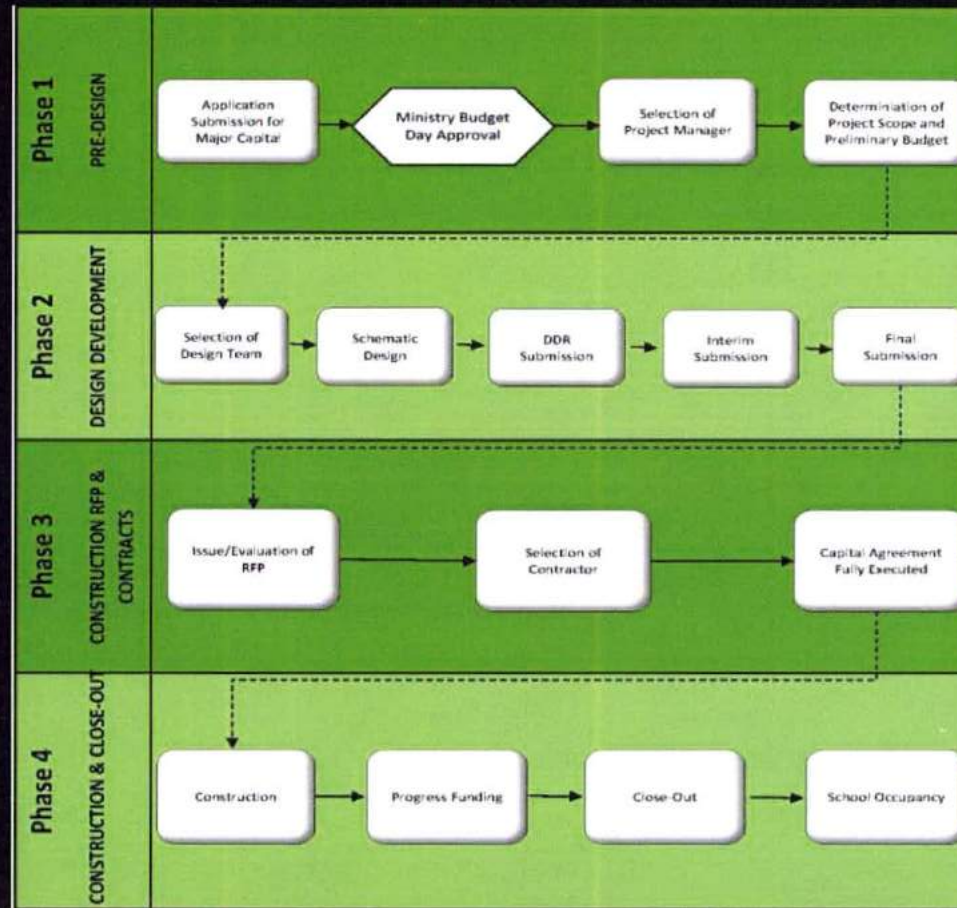 Phase 1
PRE-DESIGN
Application
Submission for
Major Capital
Ministry Budget
Day Approval
Selection of
Project Manager
Determiniation of
Project Scope and
Preliminary Budget
Phase 2
DESIGN DEVELOPMENT
Selection of
Design Team
Schematic
Design
DDR
Submission
Interim
Submission
Final
Submission
Phase 3
CONSTRUCTION RFP &
CONTRACTS
Issue/Evaluation of
RFP
Selection of
Contractor
Capital Agreement
Fully Executed
Phase 4
CONSTRUCTION & CLOSE-OUT
Construction
Progress Funding
Close-Out
School Occupancy